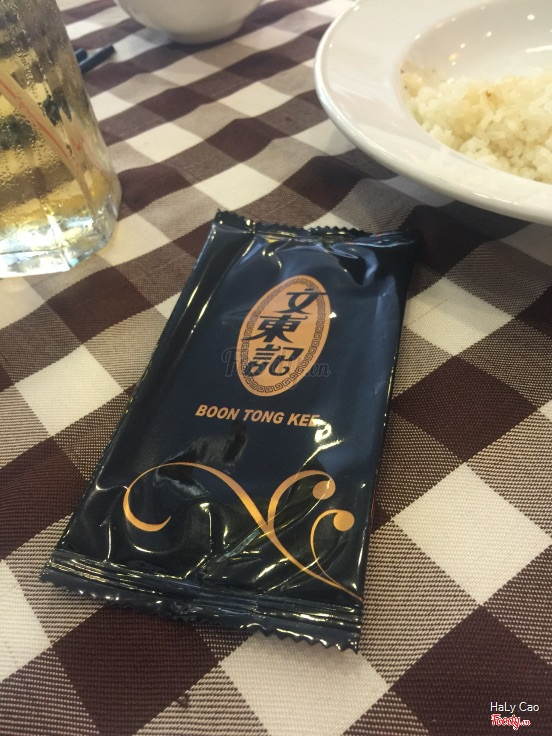 文東記
BOON TONG KEE
HaLy Cao
Foody.vn